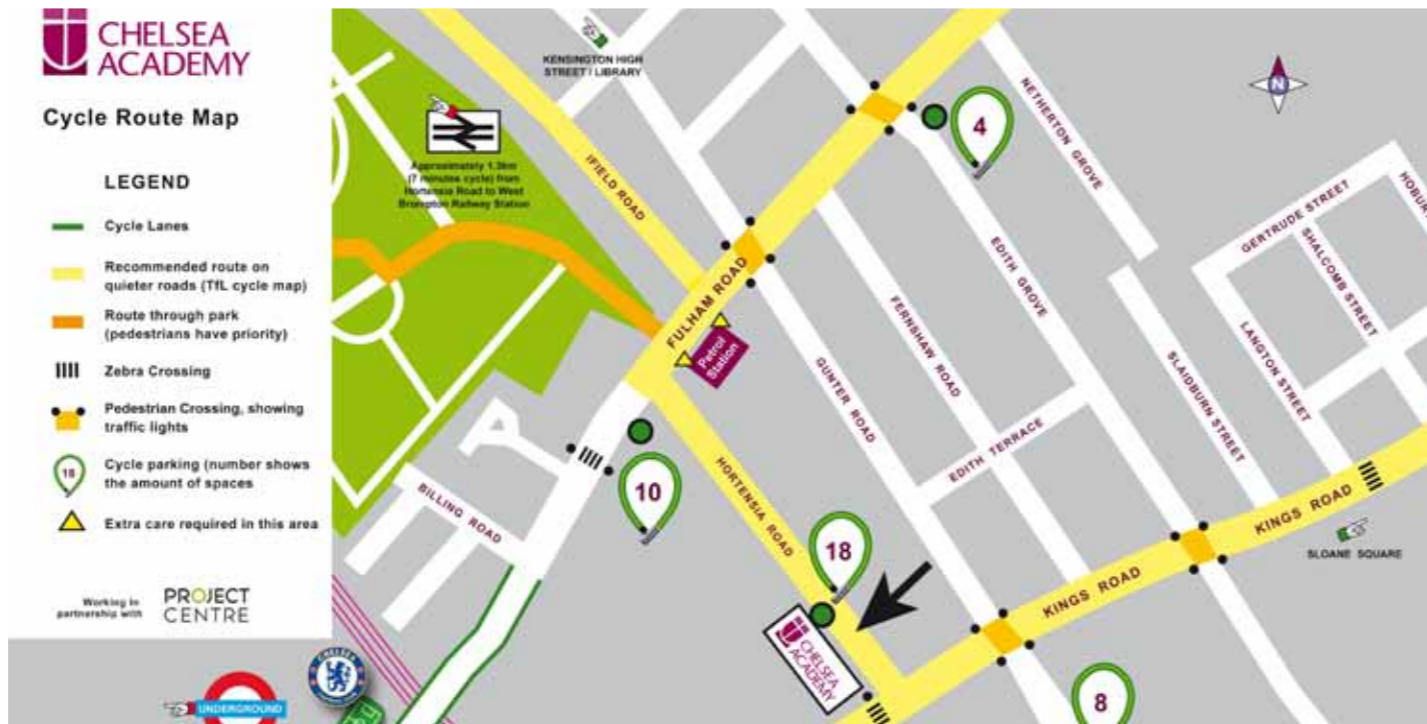 CHELSEA
ACADEMY
Cycle Route Map
LEGEND
Cycle Lanes
Recommended route on
quieter roads (TfL cycle map)
Route through park
(pedestrians have priority)
Zebra Crossing
Pedestrian Crossing, showing
traffic lights
18
Cycle parking (number shows
the amount of spaces
Extra care required in this area
Working in
partnership with
PROJECT
CENTRE
KENSINGTON HIGH
STREET / LIBRARY
Approximately 1.3km
(7 minutes cycle) from
Hortensia Road to West
Brompton Railway Station
IFIELD ROAD
FULHAM ROAD
Petrol
Station
4
N
NETHERTON GROVE
EDITH GROVE
FERNSHAW ROAD
GUNTER ROAD
EDITH TERRACE
GERTRUDE STREET
SHALCOMB STREET
LANGTON STREET
SLAIDBURN STREET
KINGS ROAD
SLOANE SQUARE
KINGS ROAD
HORTENSIA ROAD
10
BILLING ROAD
18
CHELSEA
ACADEMY
8
CHELSEA
UNDERGROUND